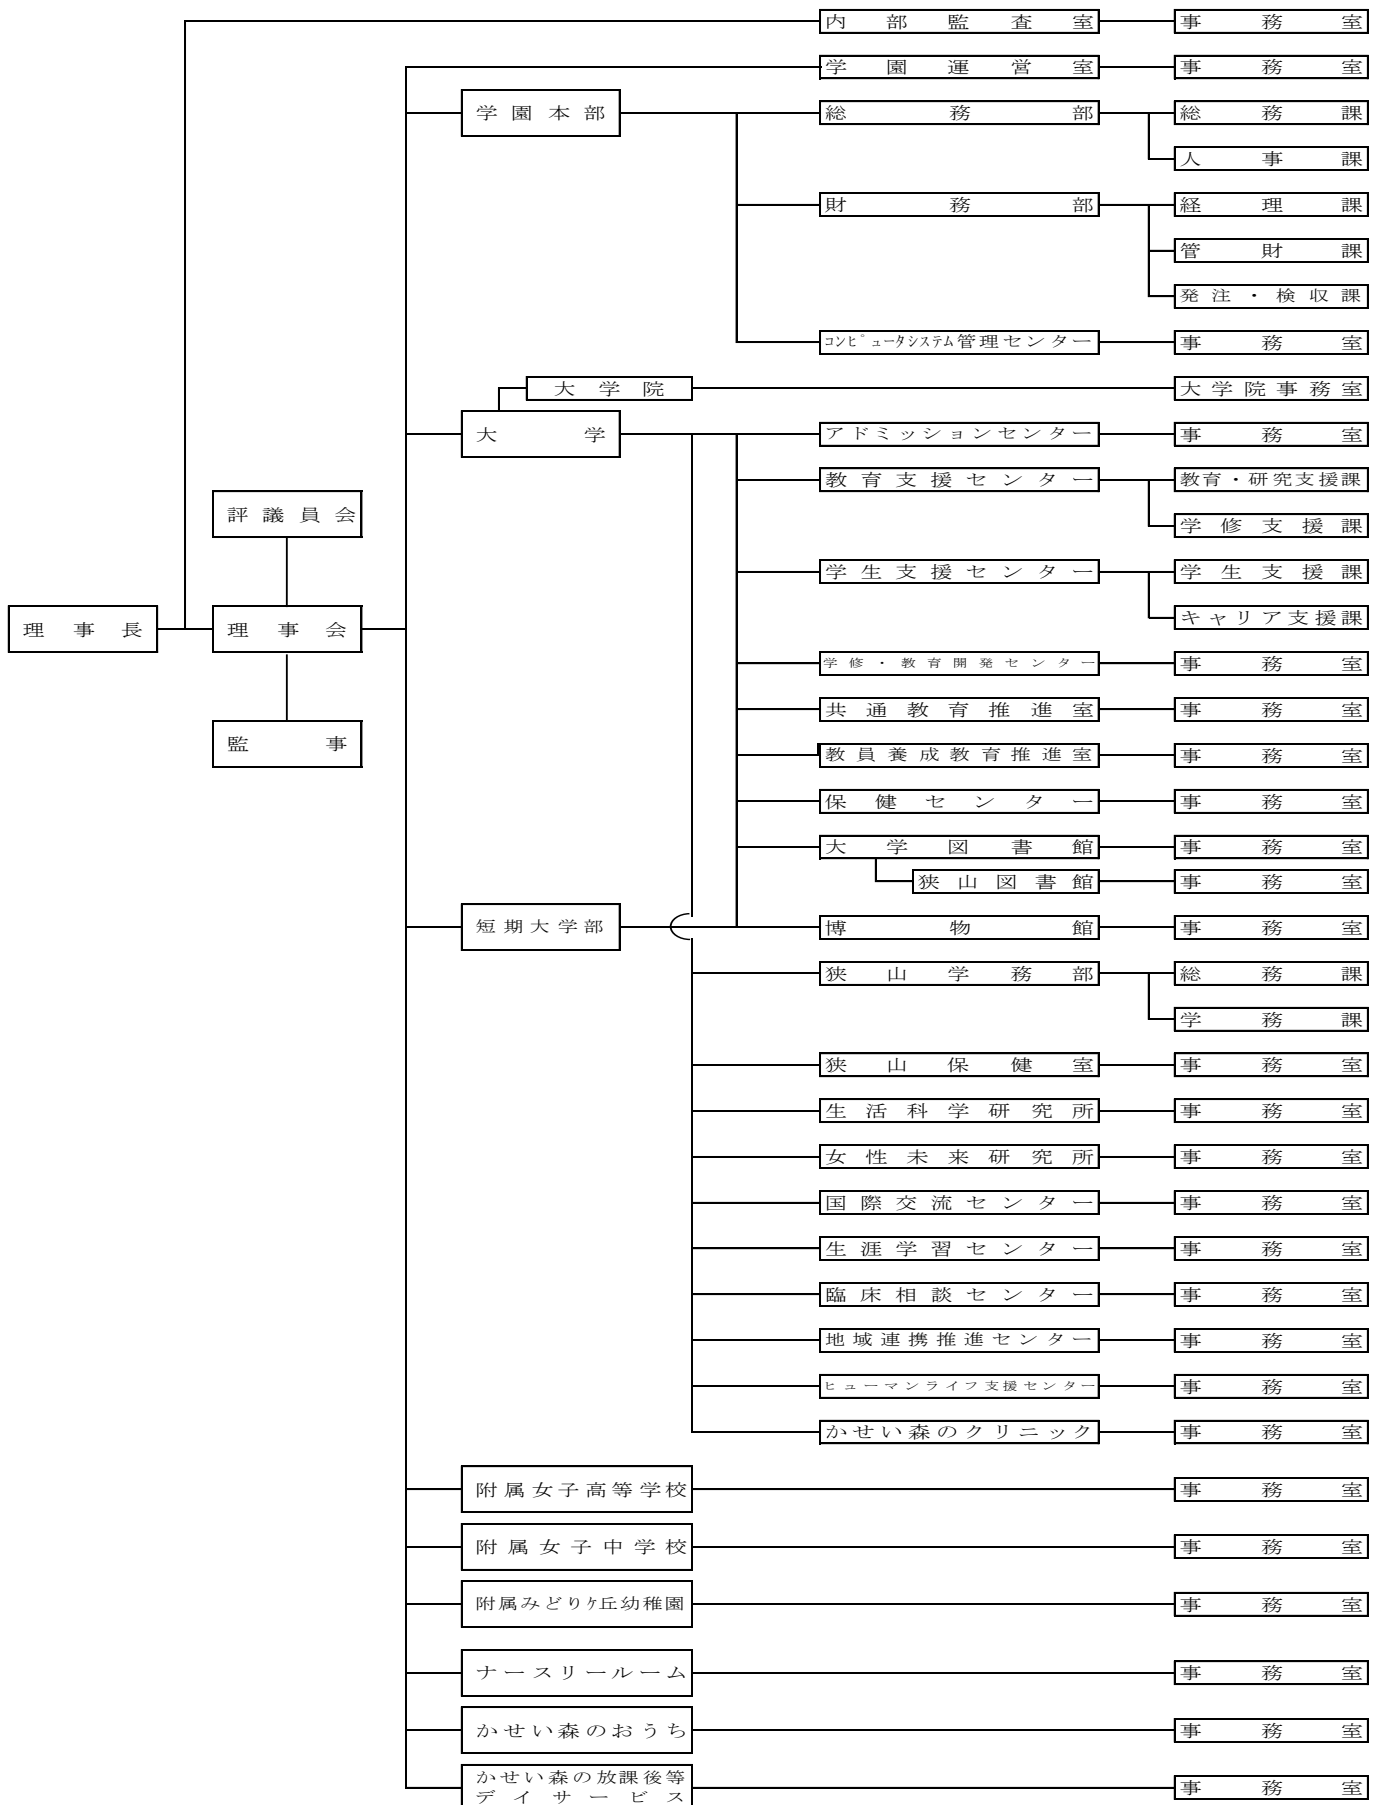 内部監査室 事務室
学園運営室 事務室
学園本部 総務部 総務課
人事課
財務部 経理課
管財課
発注・検収課
コンピュータシステム管理センター 事務室
大学院 大学院事務室
大学 アドミッションセンター 事務室
教育支援センター 教育・研究支援課
評議員会 学修支援課
学生支援センター 学生支援課
キャリア支援課
理事長 理事会
学修・教育開発センター 事務室
共通教育推進室 事務室
監事 教員養成教育推進室 事務室
保健センター 事務室
大学図書館 事務室
狭山図書館 事務室
短期大学部 博物館 事務室
狭山学務部 総務課
学務課
狭山保健室 事務室
生活科学研究所 事務室
女性未来研究所 事務室
国際交流センター 事務室
生涯学習センター 事務室
臨床相談センター 事務室
地域連携推進センター 事務室
ヒューマンライフ支援センター 事務室
かせい森のクリニック 事務室
附属女子高等学校 事務室
附属女子中学校 事務室
附属みどりケ丘幼稚園 事務室
ナースリールーム 事務室
かせい森のおうち 事務室
かせい森の放課後等
デイサービス 事務室